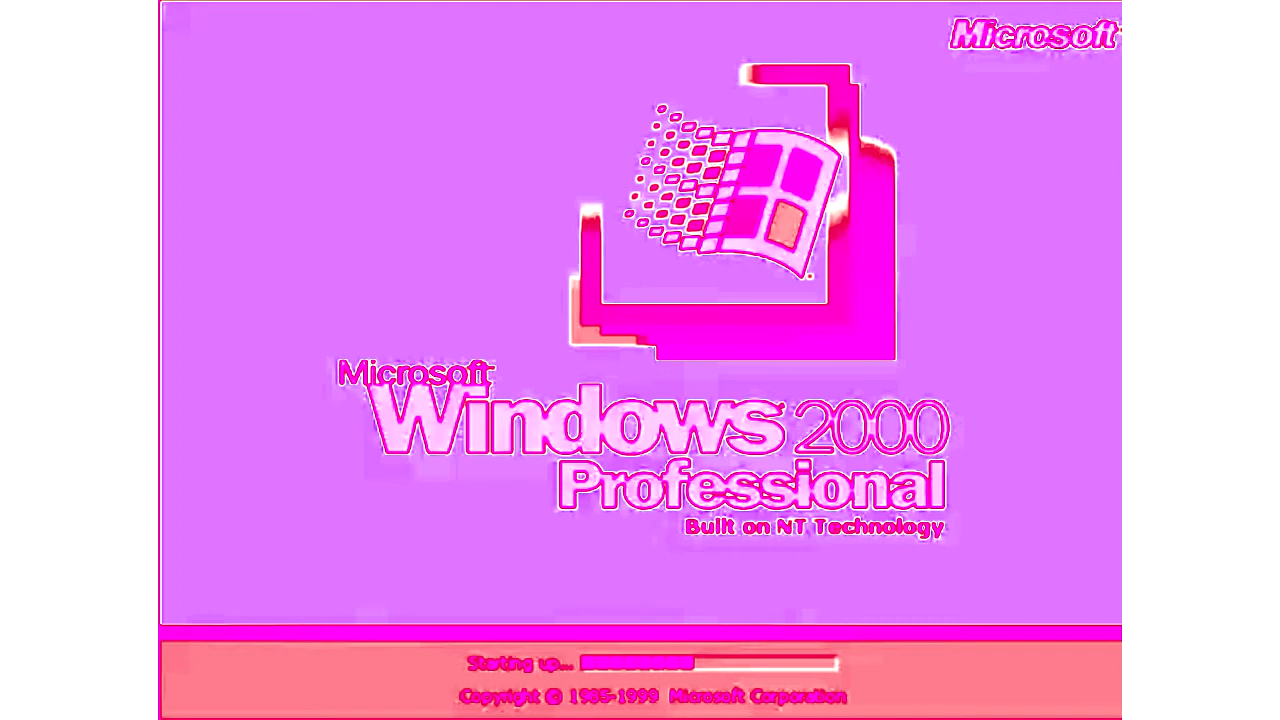 Microsoft
Microsoft
Windows 2000
Professional
Built on NT Technology
Starting up...
Copyright © 1985-1999 Microsoft Corporation